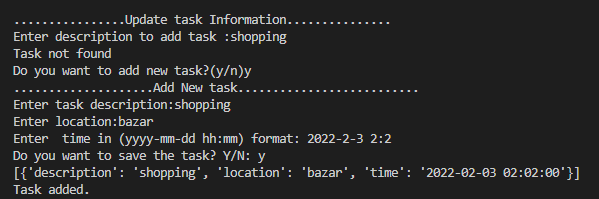 ................Update task Information...............
Enter description to add task :shopping
Task not found
Do you want to add new task?(y/n)y
....................Add New task..........................
Enter task description:shopping
Enter location:bazar
Enter  time in (yyyy-mm-dd hh:mm) format: 2022-2-3 2:2
Do you want to save the task? Y/N: y
[{'description': 'shopping', 'location': 'bazar', 'time': '2022-02-03 02:02:00'}]
Task added.